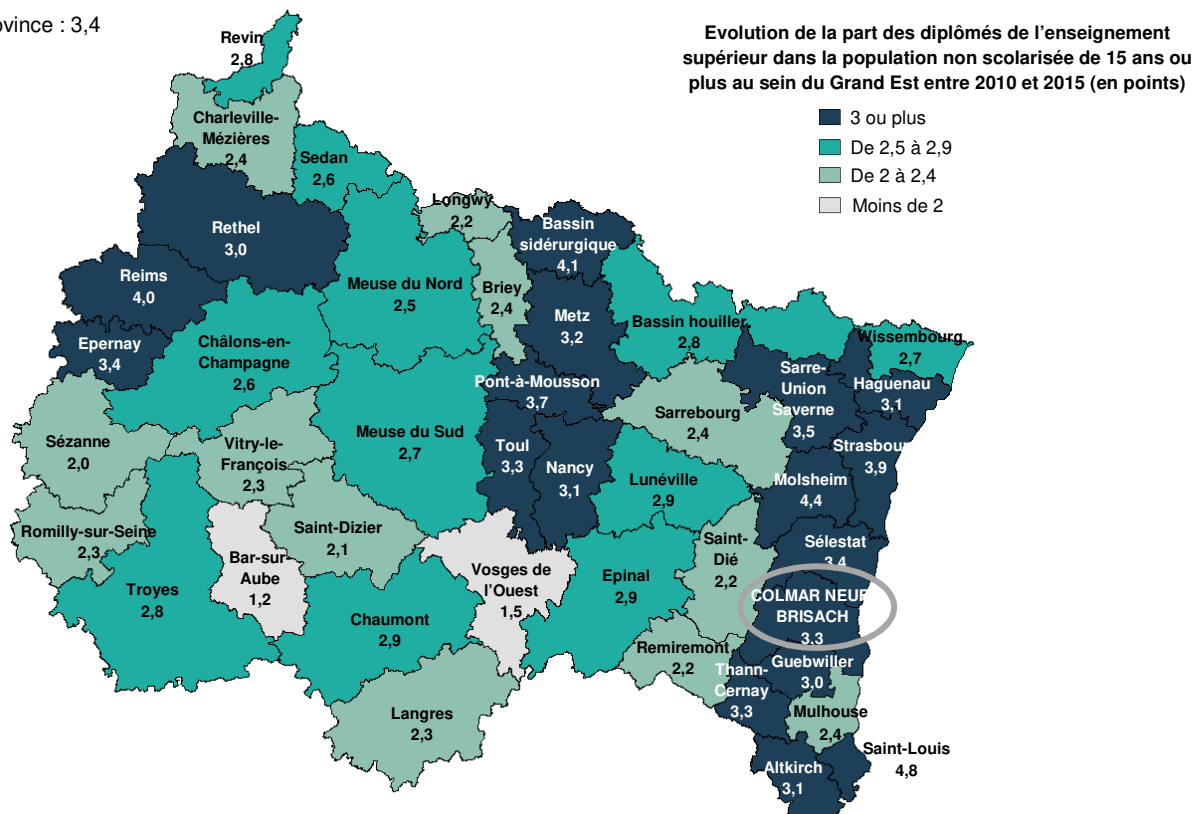 ovince : 3,4
Evolution de la part des diplômés de l'enseignement
supérieur dans la population non scolarisée de 15 ans ou
plus au sein du Grand Est entre 2010 et 2015 (en points)
3 ou plus
De 2,5 à 2,9
De 2 à 2,4
Moins de 2
Revin
2,8
Charleville-
Mézières
2,4
Sedan
2,6
Longwy
2,2
Rethel
3,0
Bassin
sidérurgique
4,1
Reims
4,0
Meuse du Nord
2,5
Briey
2,4
Metz
3,2
Bassin houiller
2,8
Wissembourg
2,7
Epernay
3,4
Châlons-en-
Champagne
2,6
Pont-à-Mousson
3,7
Sarre-
Union
Saverne
3,5
Haguenau
3,1
Sézanne
2,0
Vitry-le-
François
2,3
Meuse du Sud
2,7
Toul
3,3
Nancy
3,1
Sarrebourg
2,4
Strasbour
3,9
Lunéville
2,9
Molsheim
4,4
Romilly-sur-Seine
2,3
Saint-Dizier
2,1
Saint-
Dié
2,2
Sélestat
3,4
Troyes
2,8
Bar-sur-
Aube
1,2
Vosges de
l'Ouest
1,5
Epinal
2,9
COLMAR NEUF
BRISACH
3,3
Chaumont
2,9
Remiremont
2,2
Guebwiller
3,0
Thann-
Cernay
3,3
Langres
2,3
Mulhouse
2,4
Saint-Louis
4,8
Altkirch
3,1